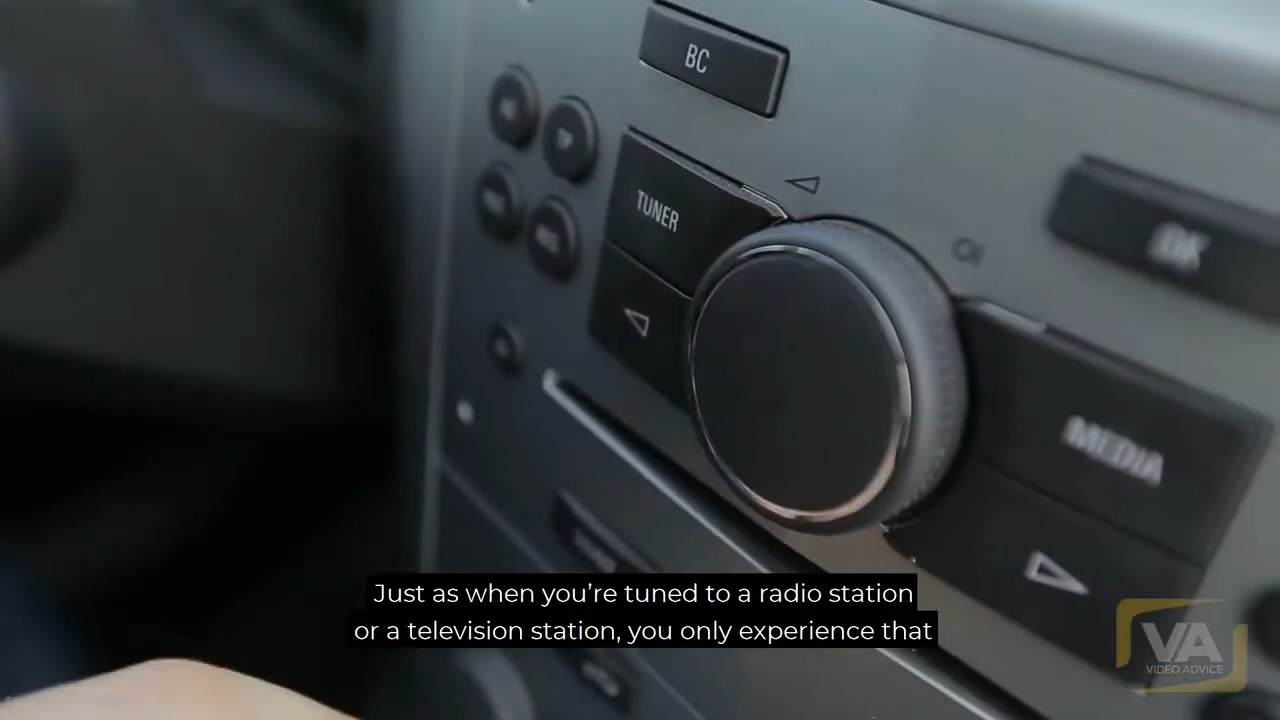 BC
TUNER
OK
MEDIA
Just as when you’re tuned to a radio station
or a television station, you only experience that
VA
VIDEO ADVICE